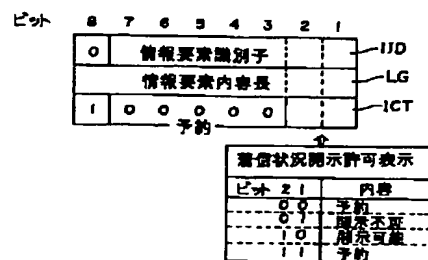 ビット 8 7 6 5 4 3 2 1
0 情報要素識別子 IID
情報要素内容長 LG
1 0 0 0 0 0 ICT
予約
着信状況開示許可表示
ビット 2 1 内容
0 0 予約
0 1 開示不可
1 0 開示可能
1 1 予約